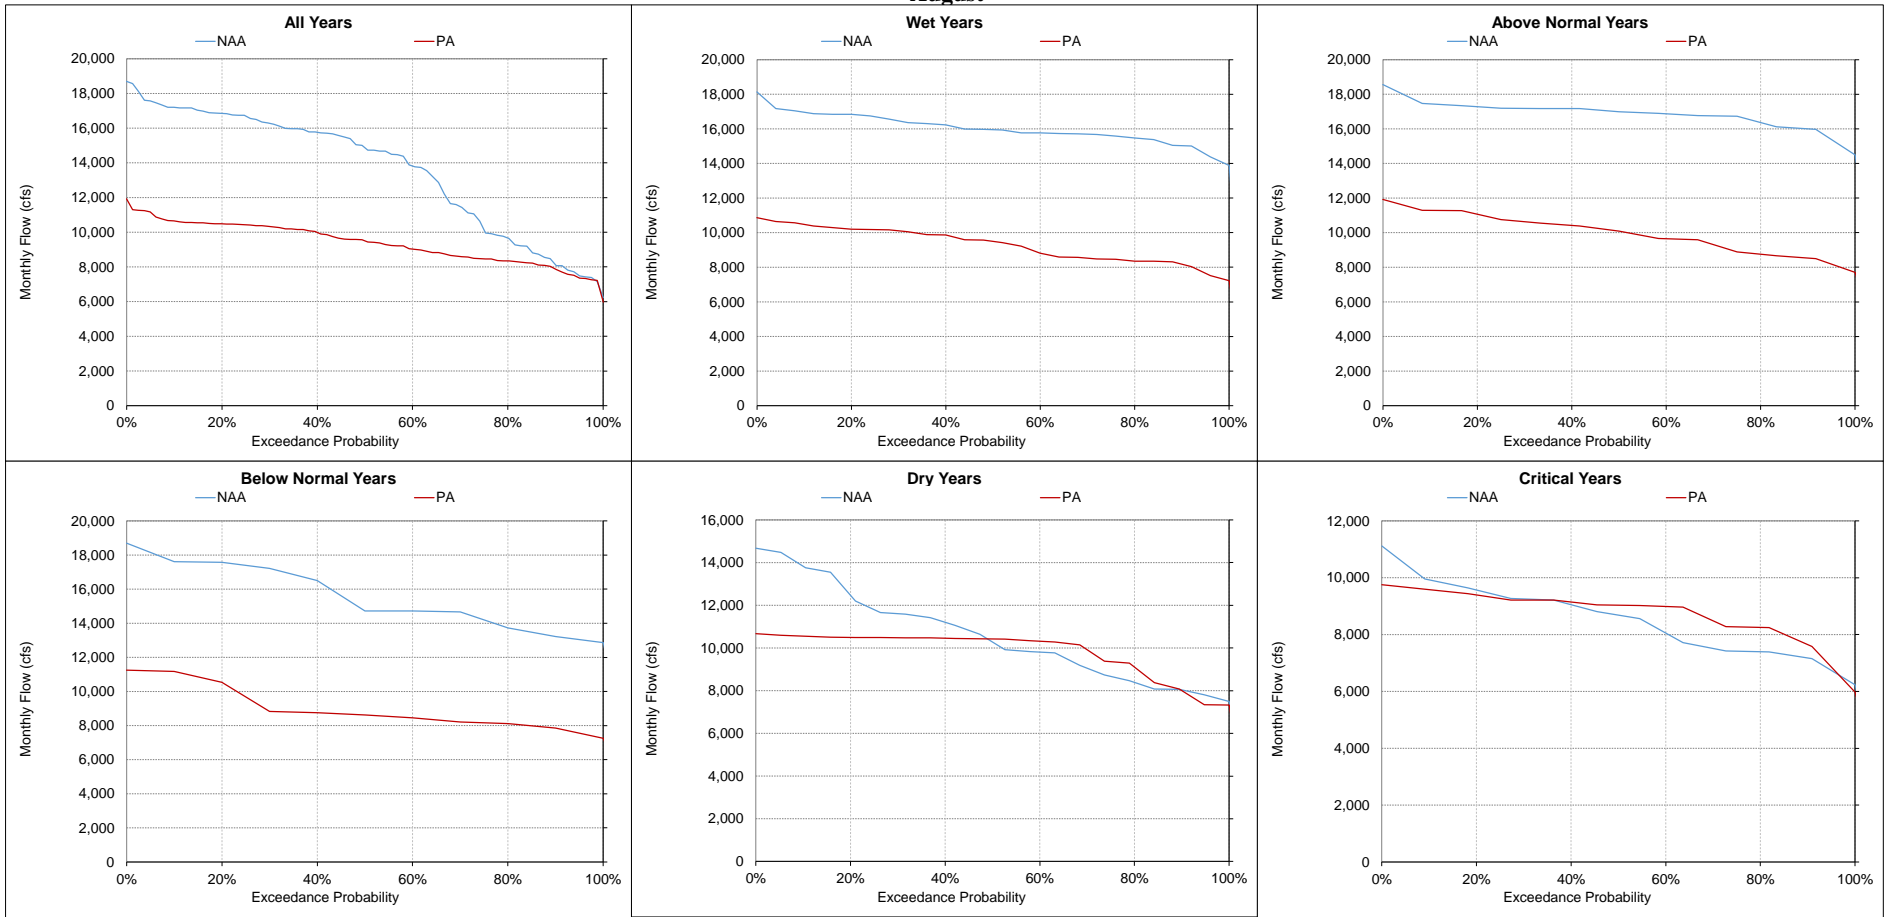 August
All Years
NAA PA
20,000
18,000
16,000
14,000
12,000
10,000
8,000
6,000
4,000
2,000
0
Monthly Flow (cfs)
0% 20% 40% 60% 80% 100%
Exceedance Probability
Wet Years
NAA PA
20,000
18,000
16,000
14,000
12,000
10,000
8,000
6,000
4,000
2,000
0
Monthly Flow (cfs)
0% 20% 40% 60% 80% 100%
Exceedance Probability
Above Normal Years
NAA PA
20,000
18,000
16,000
14,000
12,000
10,000
8,000
6,000
4,000
2,000
0
Monthly Flow (cfs)
0% 20% 40% 60% 80% 100%
Exceedance Probability
Below Normal Years
NAA PA
20,000
18,000
16,000
14,000
12,000
10,000
8,000
6,000
4,000
2,000
0
Monthly Flow (cfs)
0% 20% 40% 60% 80% 100%
Exceedance Probability
Dry Years
NAA PA
16,000
14,000
12,000
10,000
8,000
6,000
4,000
2,000
0
Monthly Flow (cfs)
0% 20% 40% 60% 80% 100%
Exceedance Probability
Critical Years
NAA PA
12,000
10,000
8,000
6,000
4,000
2,000
0
Monthly Flow (cfs)
0% 20% 40% 60% 80% 100%
Exceedance Probability